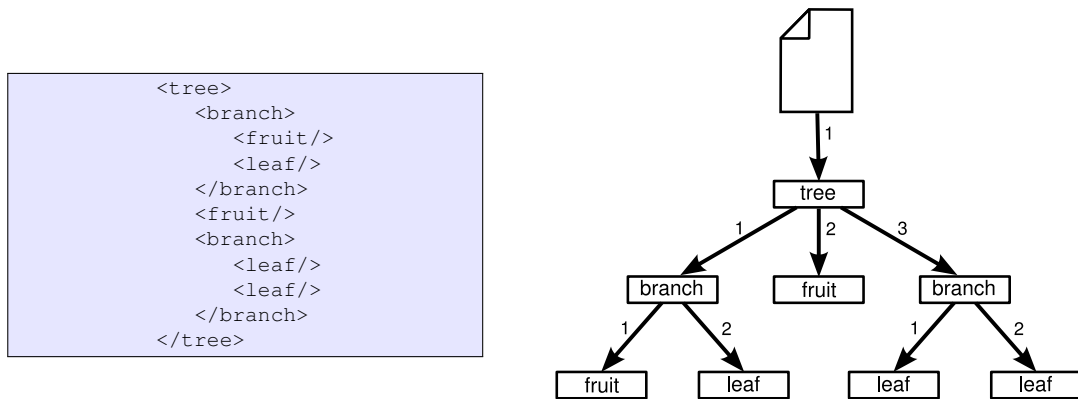 <tree>
<branch>
<fruit/>
<leaf/>
</branch>
<fruit/>
<branch>
<leaf/>
<leaf/>
</branch>
</tree>
1
tree
1 2 3
branch fruit branch
1 2 1 2
fruit leaf leaf leaf